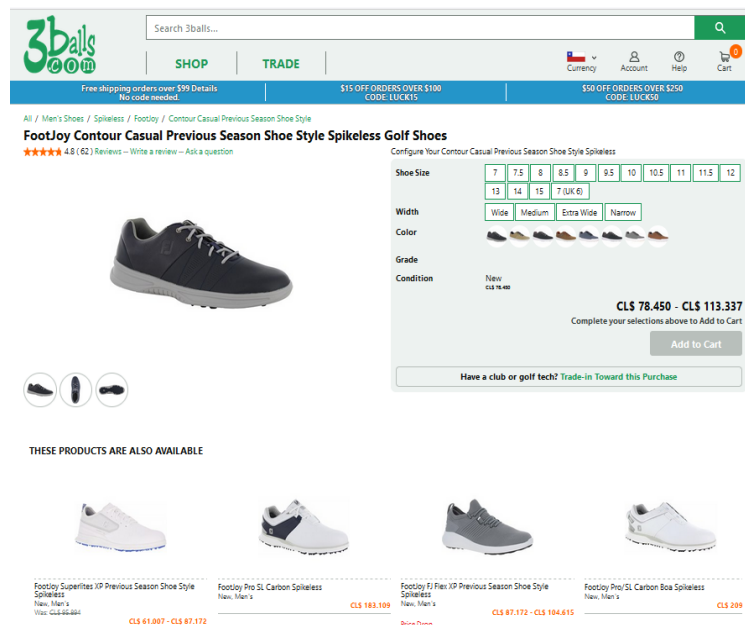 3balls
.com
Search 3balls...
SHOP
TRADE
Currency
Account
Help
0
Cart
Free shipping orders over $99 Details
No code needed.
$15 OFF ORDERS OVER $100
CODE: LUCK15
$50 OFF ORDERS OVER $250
CODE: LUCK50
All / Men's Shoes / Spikeless / FootJoy / Contour Casual Previous Season Shoe Style
FootJoy Contour Casual Previous Season Shoe Style Spikeless Golf Shoes
4.8 ( 62 ) Reviews -- Write a review -- Ask a question
Configure Your Contour Casual Previous Season Shoe Style Spikeless
Shoe Size
7 7.5 8 8.5 9 9.5 10 10.5 11 11.5 12
13 14 15 7 (UK 6)
Width
Wide Medium Extra Wide Narrow
Color
Grade
Condition
New
CL$ 78.450
CL$ 78.450 - CL$ 113.337
Complete your selections above to Add to Cart
Add to Cart
Have a club or golf tech? Trade-in Toward this Purchase
THESE PRODUCTS ARE ALSO AVAILABLE
FootJoy Superlites XP Previous Season Shoe Style
Spikeless
New, Men's
Was: CL$ 95.894
CL$ 61.007 - CL$ 87.172
FootJoy Pro SL Carbon Spikeless
New, Men's
CL$ 183.109
FootJoy FJ Flex XP Previous Season Shoe Style
Spikeless
New, Men's
CL$ 87.172 - CL$ 104.615
Price Drop
FootJoy Pro/SL Carbon Boa Spikeless
New, Men's
CL$ 209